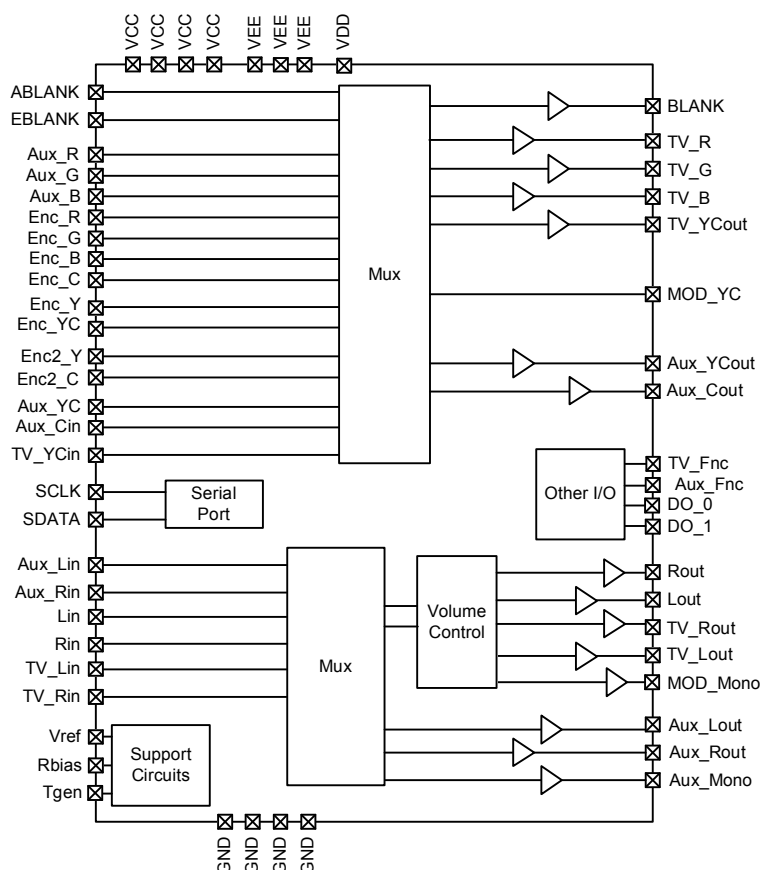 VCC
VCC
VCC
VCC
VEE
VEE
VEE
VDD
ABLANK
EBLANK
Aux_R
Aux_G
Aux_B
Enc_R
Enc_G
Enc_B
Enc_C
Enc_Y
Enc_YC
Enc2_Y
Enc2_C
Aux_YC
Aux_Cin
TV_YCin
SCLK
SDATA
Mux
BLANK
TV_R
TV_G
TV_B
TV_YCout
MOD_YC
Aux_YCout
Aux_Cout
Serial
Port
Other I/O
TV_Fnc
Aux_Fnc
DO_0
DO_1
Aux_Lin
Aux_Rin
Lin
Rin
TV_Lin
TV_Rin
Mux
Volume
Control
Rout
Lout
TV_Rout
TV_Lout
MOD_Mono
Aux_Lout
Aux_Rout
Aux_Mono
Vref
Rbias
Tgen
Support
Circuits
GND
GND
GND
GND